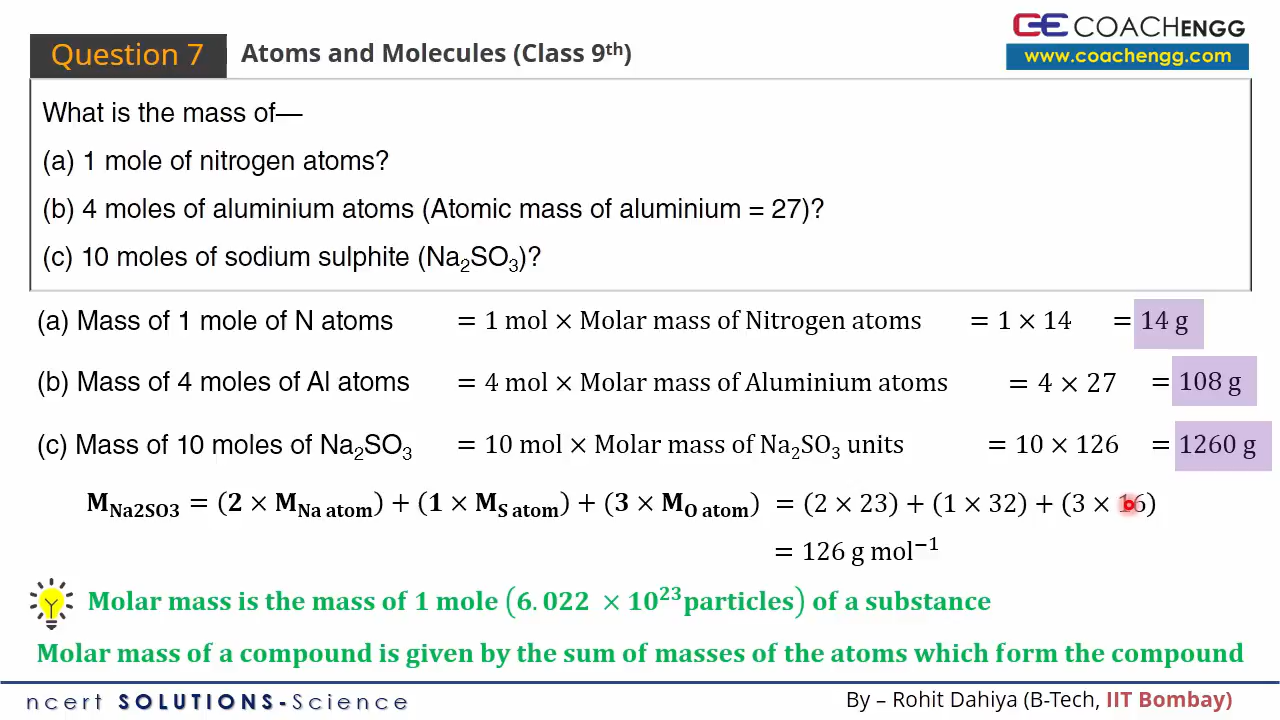 CE COACHENGG
www.coachengg.com
Question 7 Atoms and Molecules (Class 9th)
What is the mass of—
(a) 1 mole of nitrogen atoms?
(b) 4 moles of aluminium atoms (Atomic mass of aluminium = 27)?
(c) 10 moles of sodium sulphite (Na₂SO₃)?
(a) Mass of 1 mole of N atoms = 1 mol × Molar mass of Nitrogen atoms = 1 × 14 = 14 g
(b) Mass of 4 moles of Al atoms = 4 mol × Molar mass of Aluminium atoms = 4 × 27 = 108 g
(c) Mass of 10 moles of Na₂SO₃ = 10 mol × Molar mass of Na₂SO₃ units = 10 × 126 = 1260 g
M_Na2SO3 = (2 × M_Na atom) + (1 × M_S atom) + (3 × M_O atom) = (2 × 23) + (1 × 32) + (3 × 16)
= 126 g mol⁻¹
Molar mass is the mass of 1 mole (6.022 × 10²³particles) of a substance
Molar mass of a compound is given by the sum of masses of the atoms which form the compound
ncert SOLUTIONS-Science By – Rohit Dahiya (B-Tech, IIT Bombay)